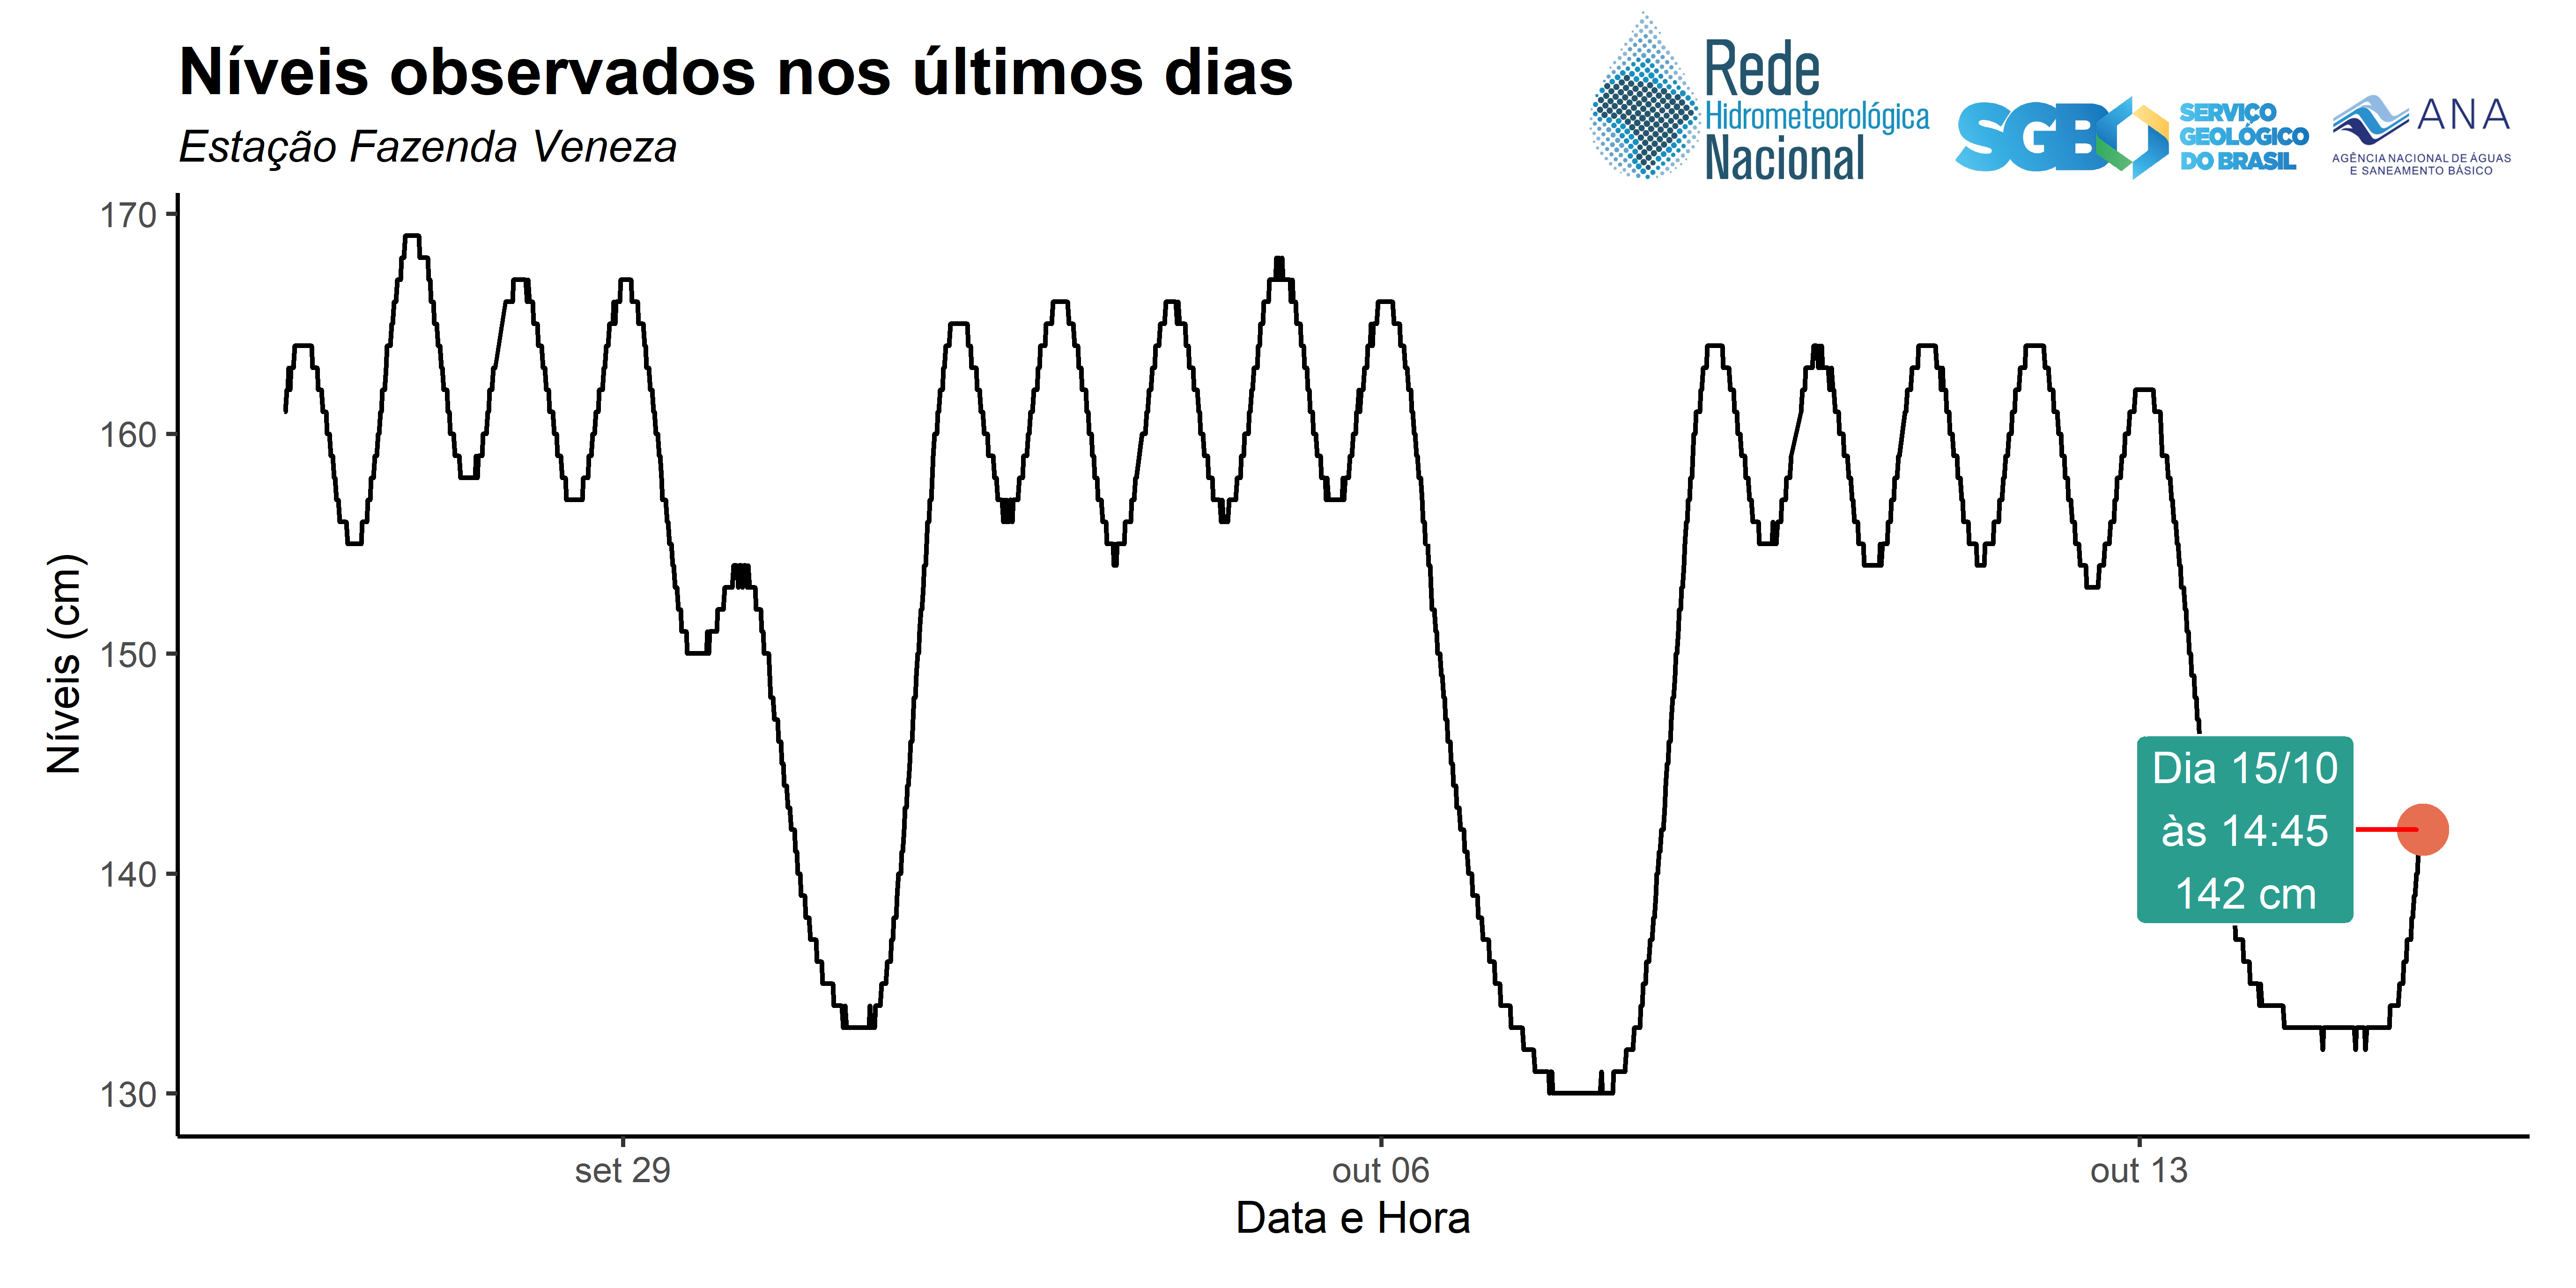 Níveis observados nos últimos dias
Estação Fazenda Veneza
Rede
Hidrometeorológica
Nacional
SGB
SERVIÇO
GEOLÓGICO
DO BRASIL
ANA
AGÊNCIA NACIONAL DE ÁGUAS
E SANEAMENTO BÁSICO
170
160
150
140
130
Níveis (cm)
Dia 15/10
às 14:45
142 cm
set 29
out 06
out 13
Data e Hora